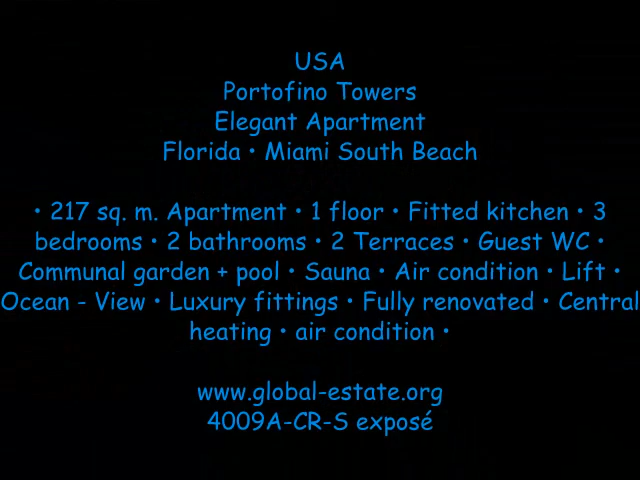 USA
Portofino Towers
Elegant Apartment
Florida • Miami South Beach
• 217 sq. m. Apartment • 1 floor • Fitted kitchen • 3
bedrooms • 2 bathrooms • 2 Terraces • Guest WC •
Communal garden + pool • Sauna • Air condition • Lift •
Ocean - View • Luxury fittings • Fully renovated • Central
heating • air condition •
www.global-estate.org
4009A-CR-S exposé